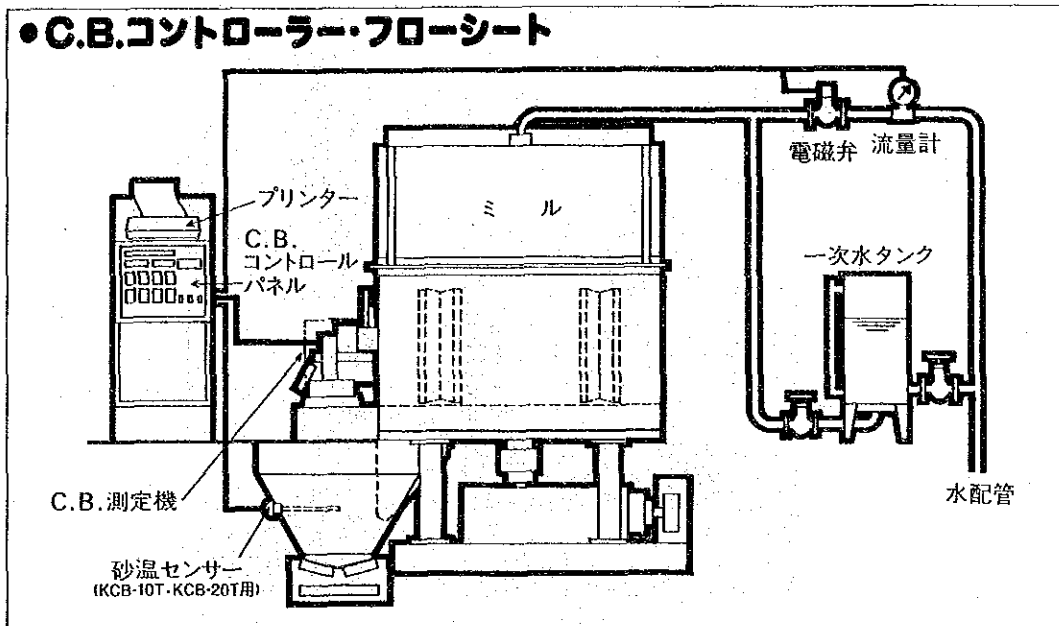 ●C.B.コントローラー・フローシート
電磁弁
流量計
プリンター
ミル
C.B.
コントロール
パネル
一次水タンク
C.B.測定機
水配管
砂温センサー
(KCB-10T・KCB-20T用)